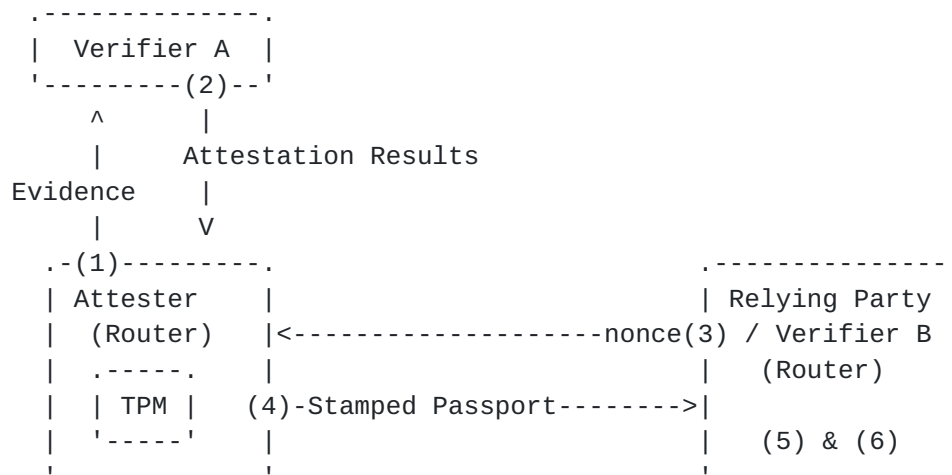 .--------------.
|  Verifier A  |
'---------(2)--'
^      |
|     Attestation Results
Evidence    |
|      V
.-(1)---------.                           .---------------
| Attester    |                           | Relying Party
|  (Router)   |<--------------------nonce(3) / Verifier B
|  .-----.    |                           |   (Router)
|  | TPM |   (4)-Stamped Passport-------->|
|  '-----'    |                           |   (5) & (6)
'             '                           '